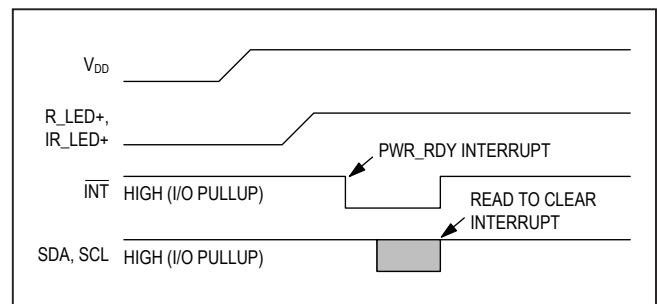 VDD
R_LED+,
IR_LED+
PWR_RDY INTERRUPT
INT HIGH (I/O PULLUP)
READ TO CLEAR
INTERRUPT
SDA, SCL HIGH (I/O PULLUP)